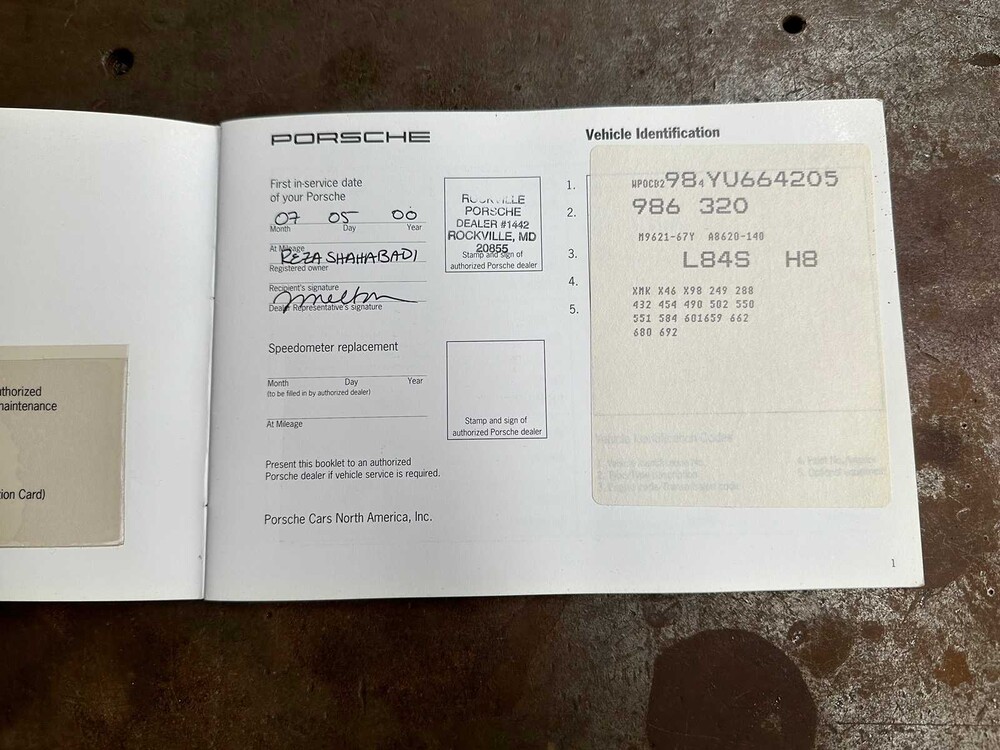 uthorized
naintenance
ion Card)
PORSCHE
First in-service date
of your Porsche
07 05 00
Month Day Year
At Mileage
REZA SHAHABADI
Registered owner
Recipient's signature
Dealer Representative's signature
ROCKVILLE
PORSCHE
DEALER #1442
ROCKVILLE, MD
20855
Stamp and sign of
authorized Porsche dealer
Speedometer replacement
Month Day Year
(to be filled in by authorized dealer)
At Mileage
Stamp and sign of
authorized Porsche dealer
Present this booklet to an authorized
Porsche dealer if vehicle service is required.
Porsche Cars North America, Inc.
Vehicle Identification
1.
2.
3.
4.
5.
WP0CB2984YU664205
986 320
M9621-67Y A8620-140
L84S H8
XMK X46 X98 249 288
432 454 490 502 550
551 584 601659 662
680 692
Vehicle Identification Codes
1